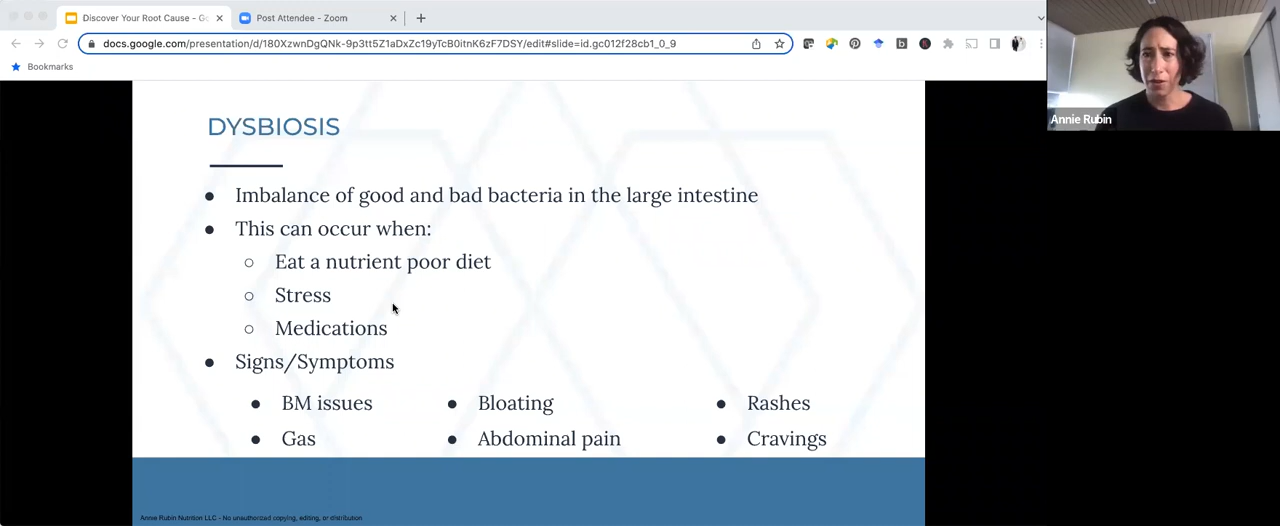 Discover Your Root Cause - Go
Post Attendee - Zoom
docs.google.com/presentation/d/180XzwnDgQNk-9p3tt5Z1aDxZc19yTcB0itnK6zF7DSY/edit#slide=id.gc012f28cb1_0_9
Bookmarks
Annie Rubin
DYSBIOSIS
Imbalance of good and bad bacteria in the large intestine
This can occur when:
Eat a nutrient poor diet
Stress
Medications
Signs/Symptoms
BM issues
Bloating
Rashes
Gas
Abdominal pain
Cravings
Annie Rubin Nutrition LLC - No unauthorized copying, editing, or distribution